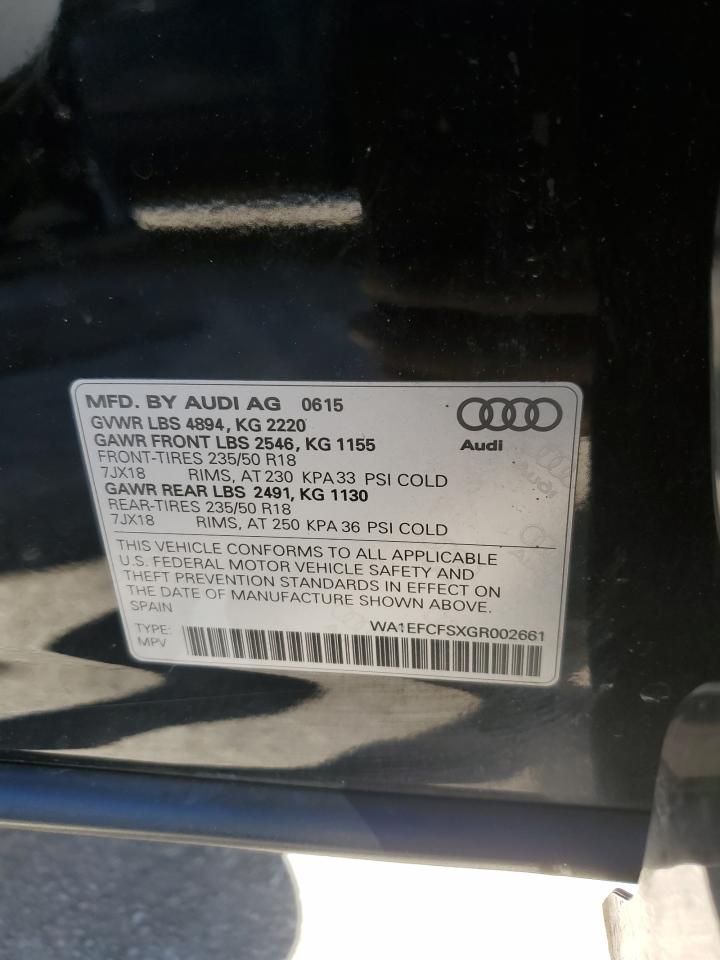 MFD. BY AUDI AG 0615
GVWR LBS 4894, KG 2220
GAWR FRONT LBS 2546, KG 1155
FRONT-TIRES 235/50 R18
7JX18 RIMS, AT 230 KPA 33 PSI COLD
GAWR REAR LBS 2491, KG 1130
REAR-TIRES 235/50 R18
7JX18 RIMS, AT 250 KPA 36 PSI COLD
Audi
THIS VEHICLE CONFORMS TO ALL APPLICABLE
U.S. FEDERAL MOTOR VEHICLE SAFETY AND
THEFT PREVENTION STANDARDS IN EFFECT ON
THE DATE OF MANUFACTURE SHOWN ABOVE.
SPAIN
WA1EFCFSXGR002661
TYPE:
MPV